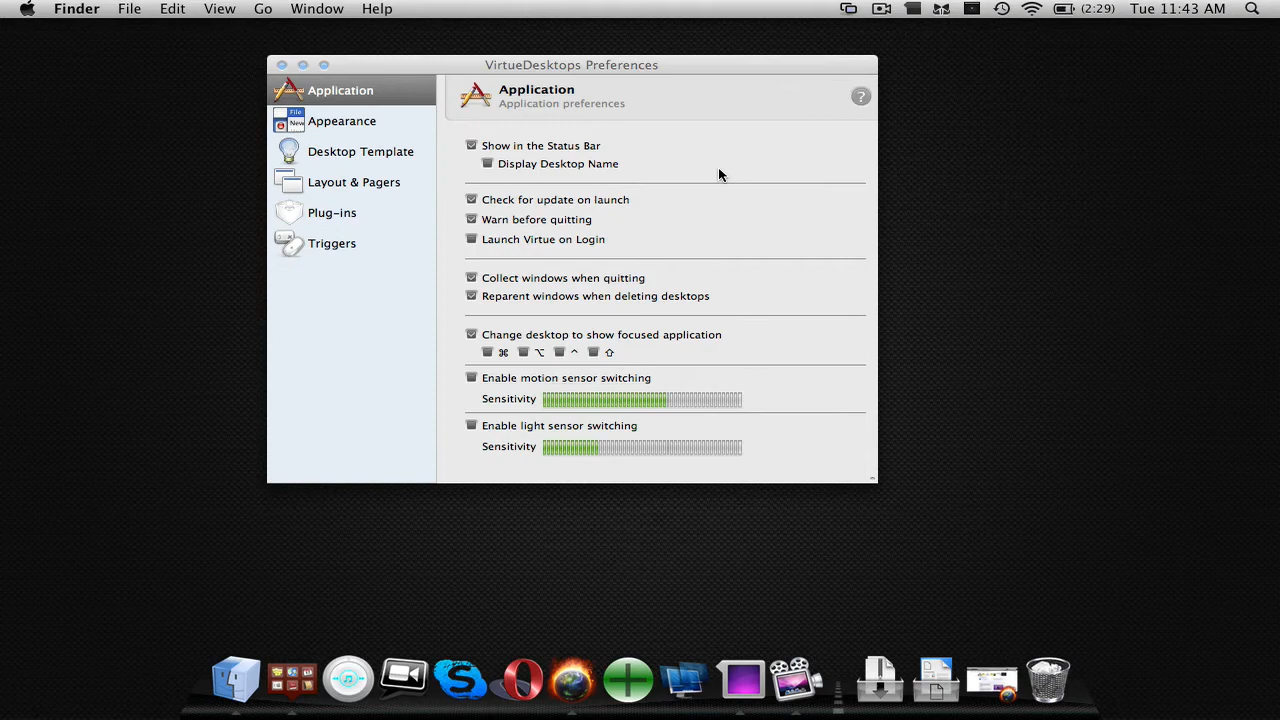 Finder File Edit View Go Window Help (2:29) Tue 11:43 AM
VirtueDesktops Preferences
Application
Appearance
Desktop Template
Layout & Pagers
Plug-ins
Triggers
Application
Application preferences
?
Show in the Status Bar
Display Desktop Name
Check for update on launch
Warn before quitting
Launch Virtue on Login
Collect windows when quitting
Reparent windows when deleting desktops
Change desktop to show focused application
⌘ ⌥ ^ ⇧
Enable motion sensor switching
Sensitivity
Enable light sensor switching
Sensitivity